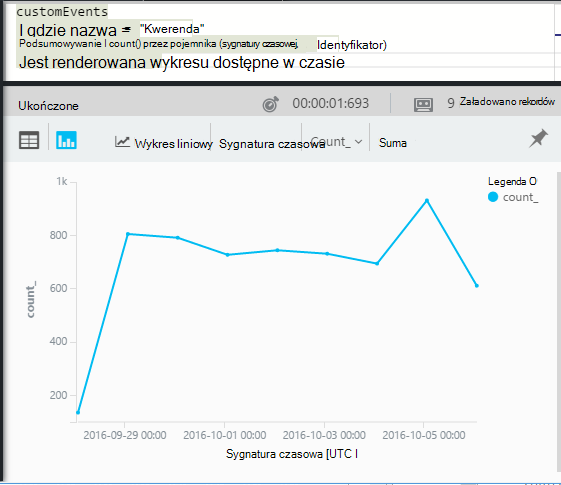 customEvents
I gdzie nazwa = "Kwerenda"
Podsumowywanie I count() przez pojemnika (sygnatury czasowej, Identyfikator)
Jest renderowana wykresu dostępne w czasie
Ukończone 00:00:01:693 9 Załadowano rekordów
Wykres liniowy Sygnatura czasowa Count_ Suma
Legenda O
count_
1k
800
600
400
200
count_
2016-09-29 00:00 2016-10-01 00:00 2016-10-03 00:00 2016-10-05 00:00
Sygnatura czasowa [UTC I